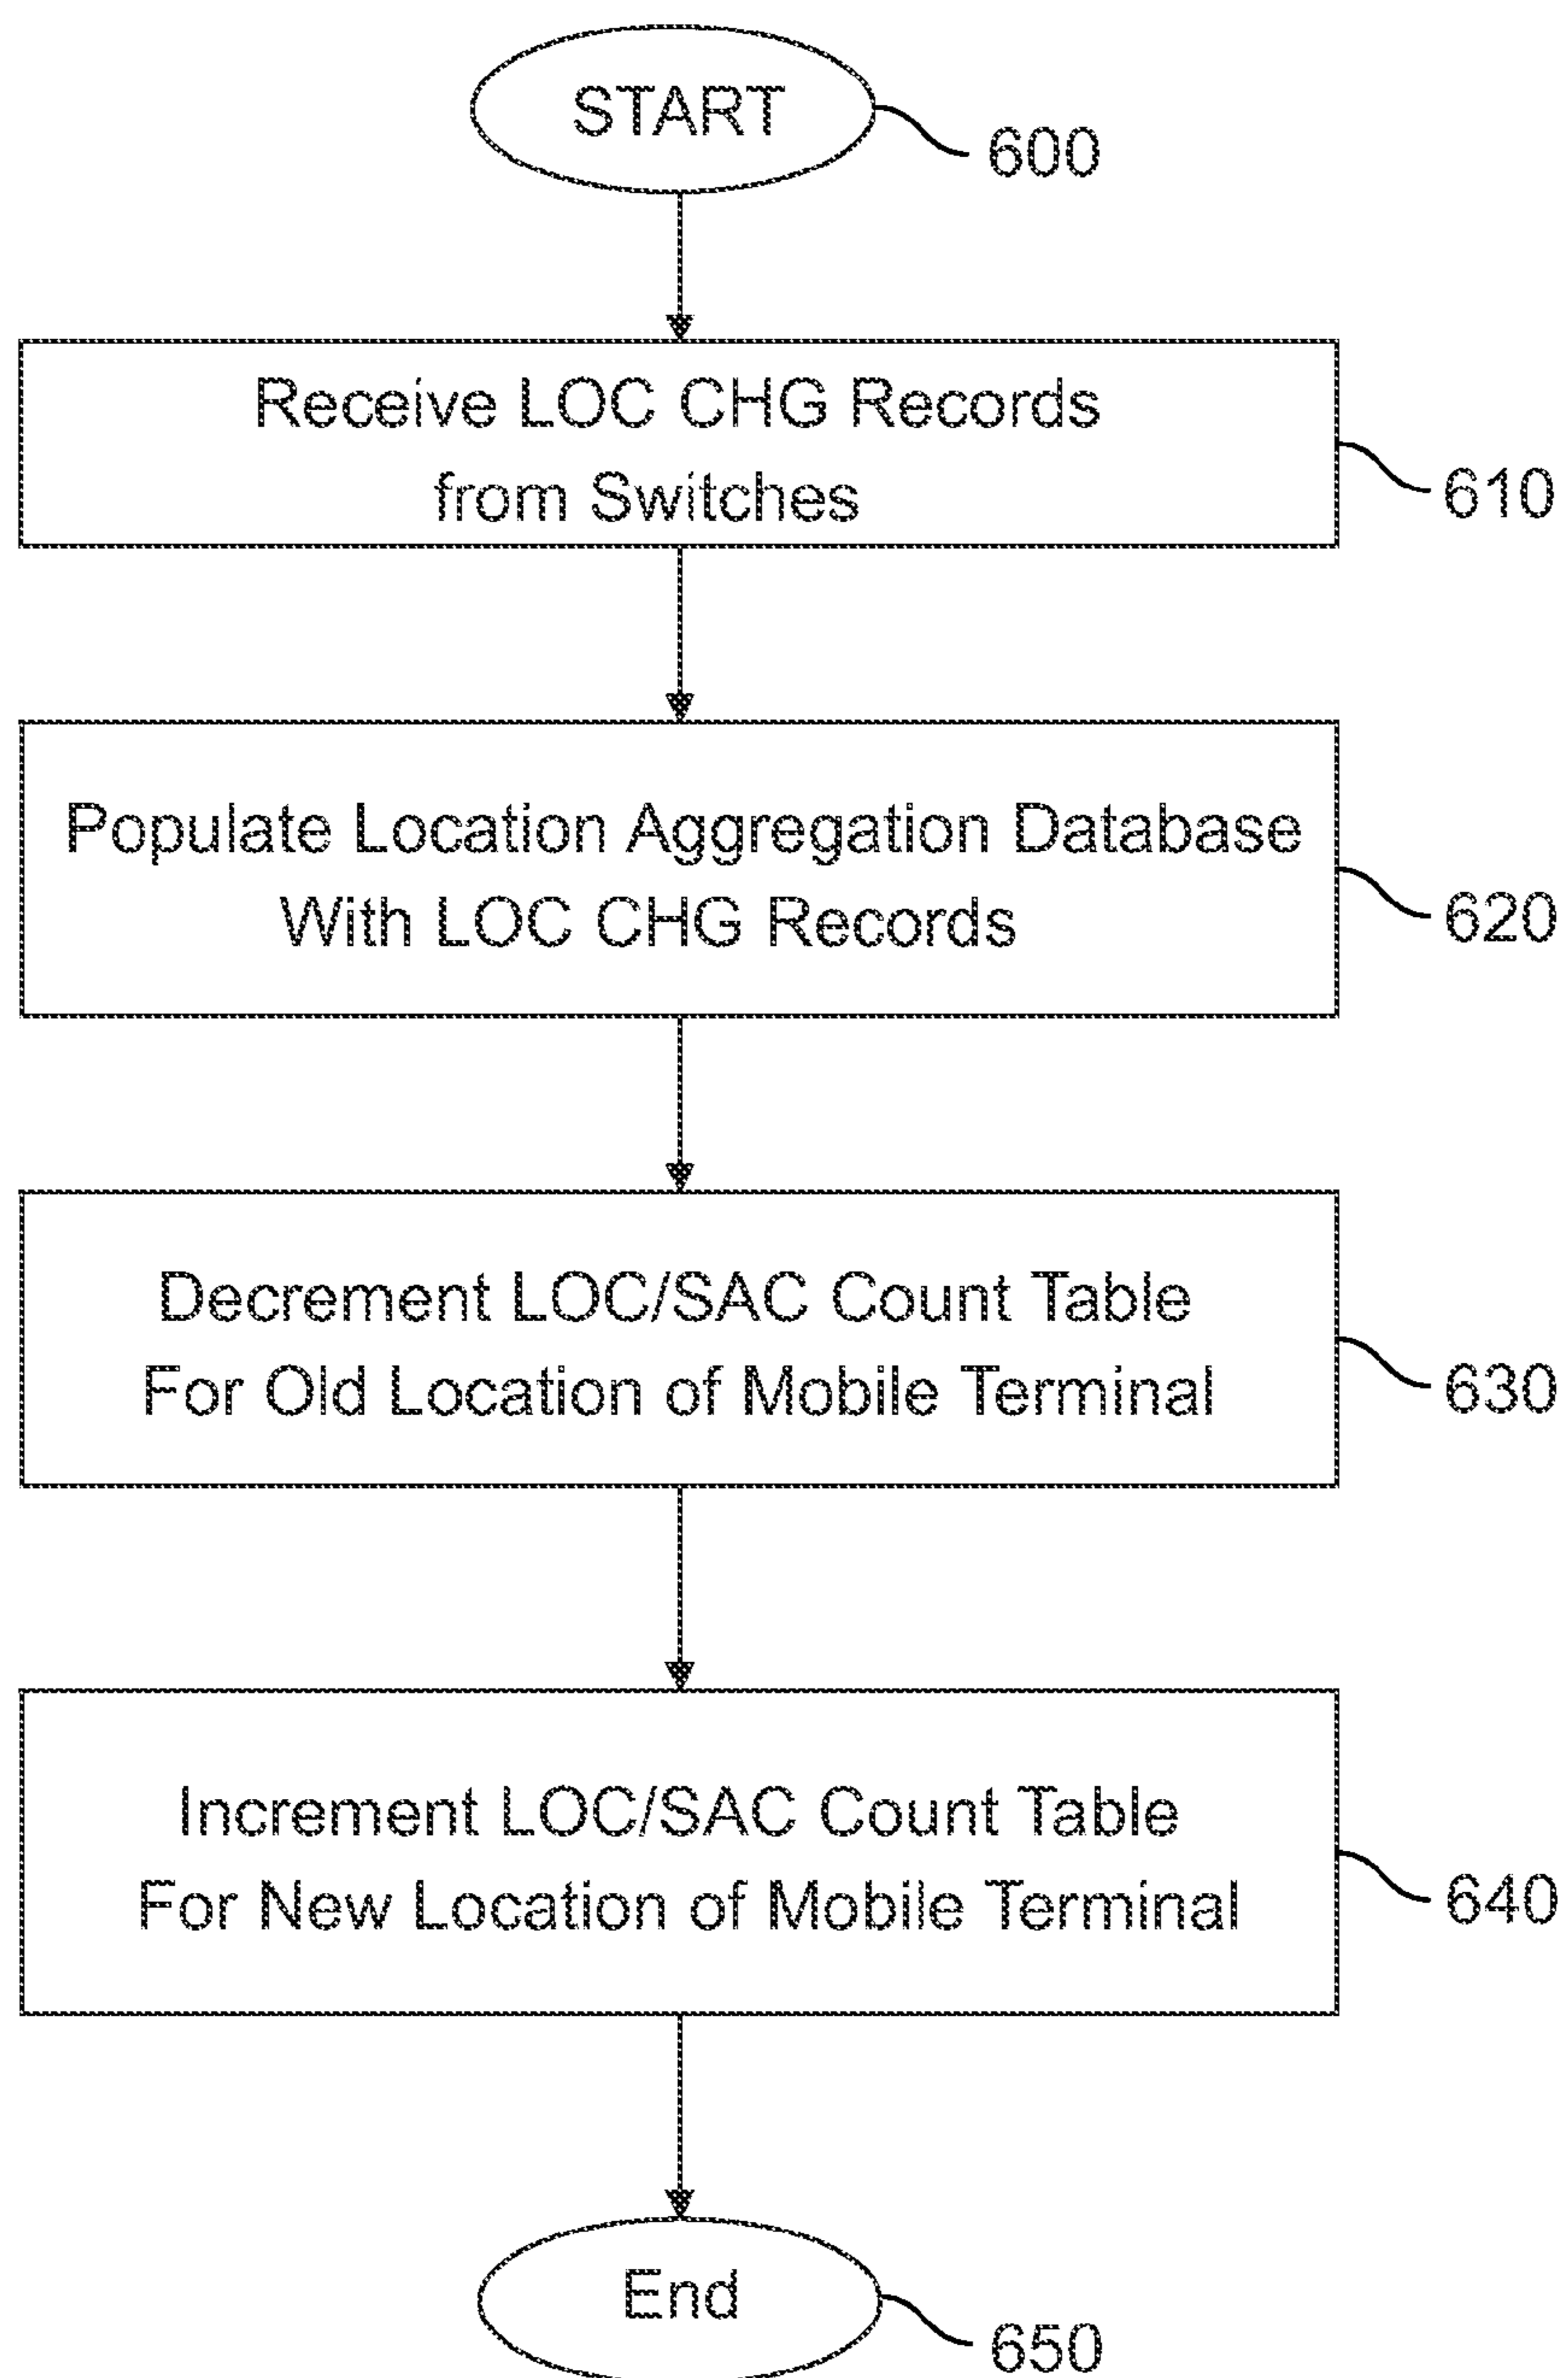 START
600
Receive LOC CHG Records
from Switches
610
Populate Location Aggregation Database
With LOC CHG Records
620
Decrement LOC/SAC Count Table
For Old Location of Mobile Terminal
630
Increment LOC/SAC Count Table
For New Location of Mobile Terminal
640
End
650